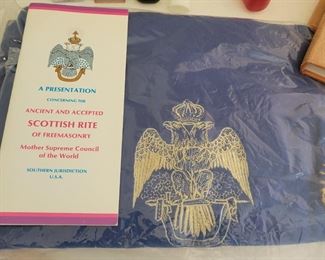 A PRESENTATION
CONCERNING THE
ANCIENT AND ACCEPTED
SCOTTISH RITE
OF FREEMASONRY
Mother Supreme Council
of the World
SOUTHERN JURISDICTION
U.S.A.